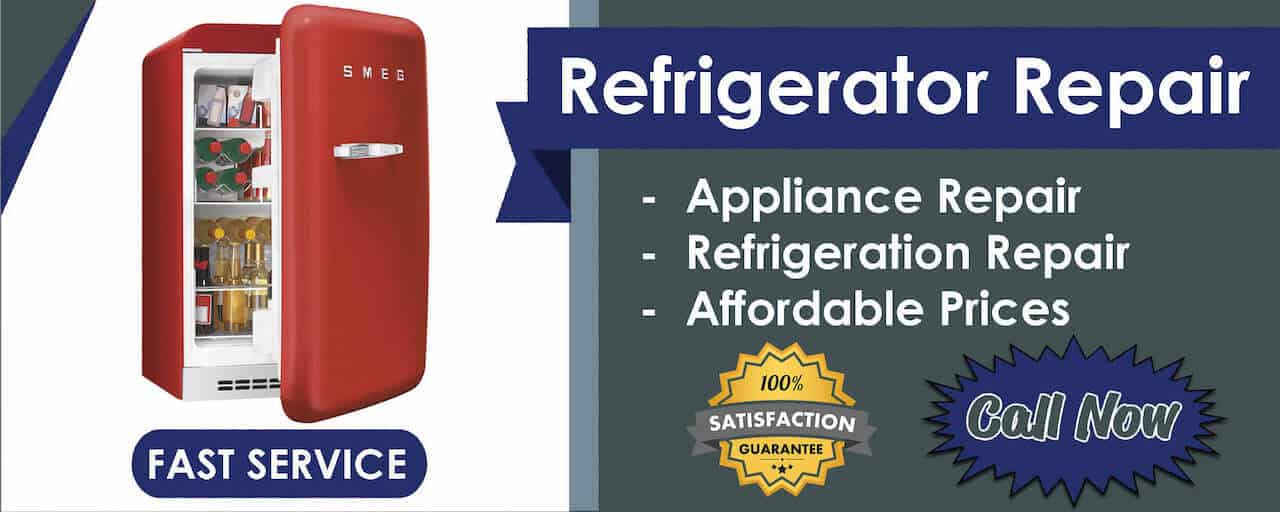 SMEG
FAST SERVICE
Refrigerator Repair
- Appliance Repair
- Refrigeration Repair
- Affordable Prices
100%
SATISFACTION
GUARANTEE
Call Now